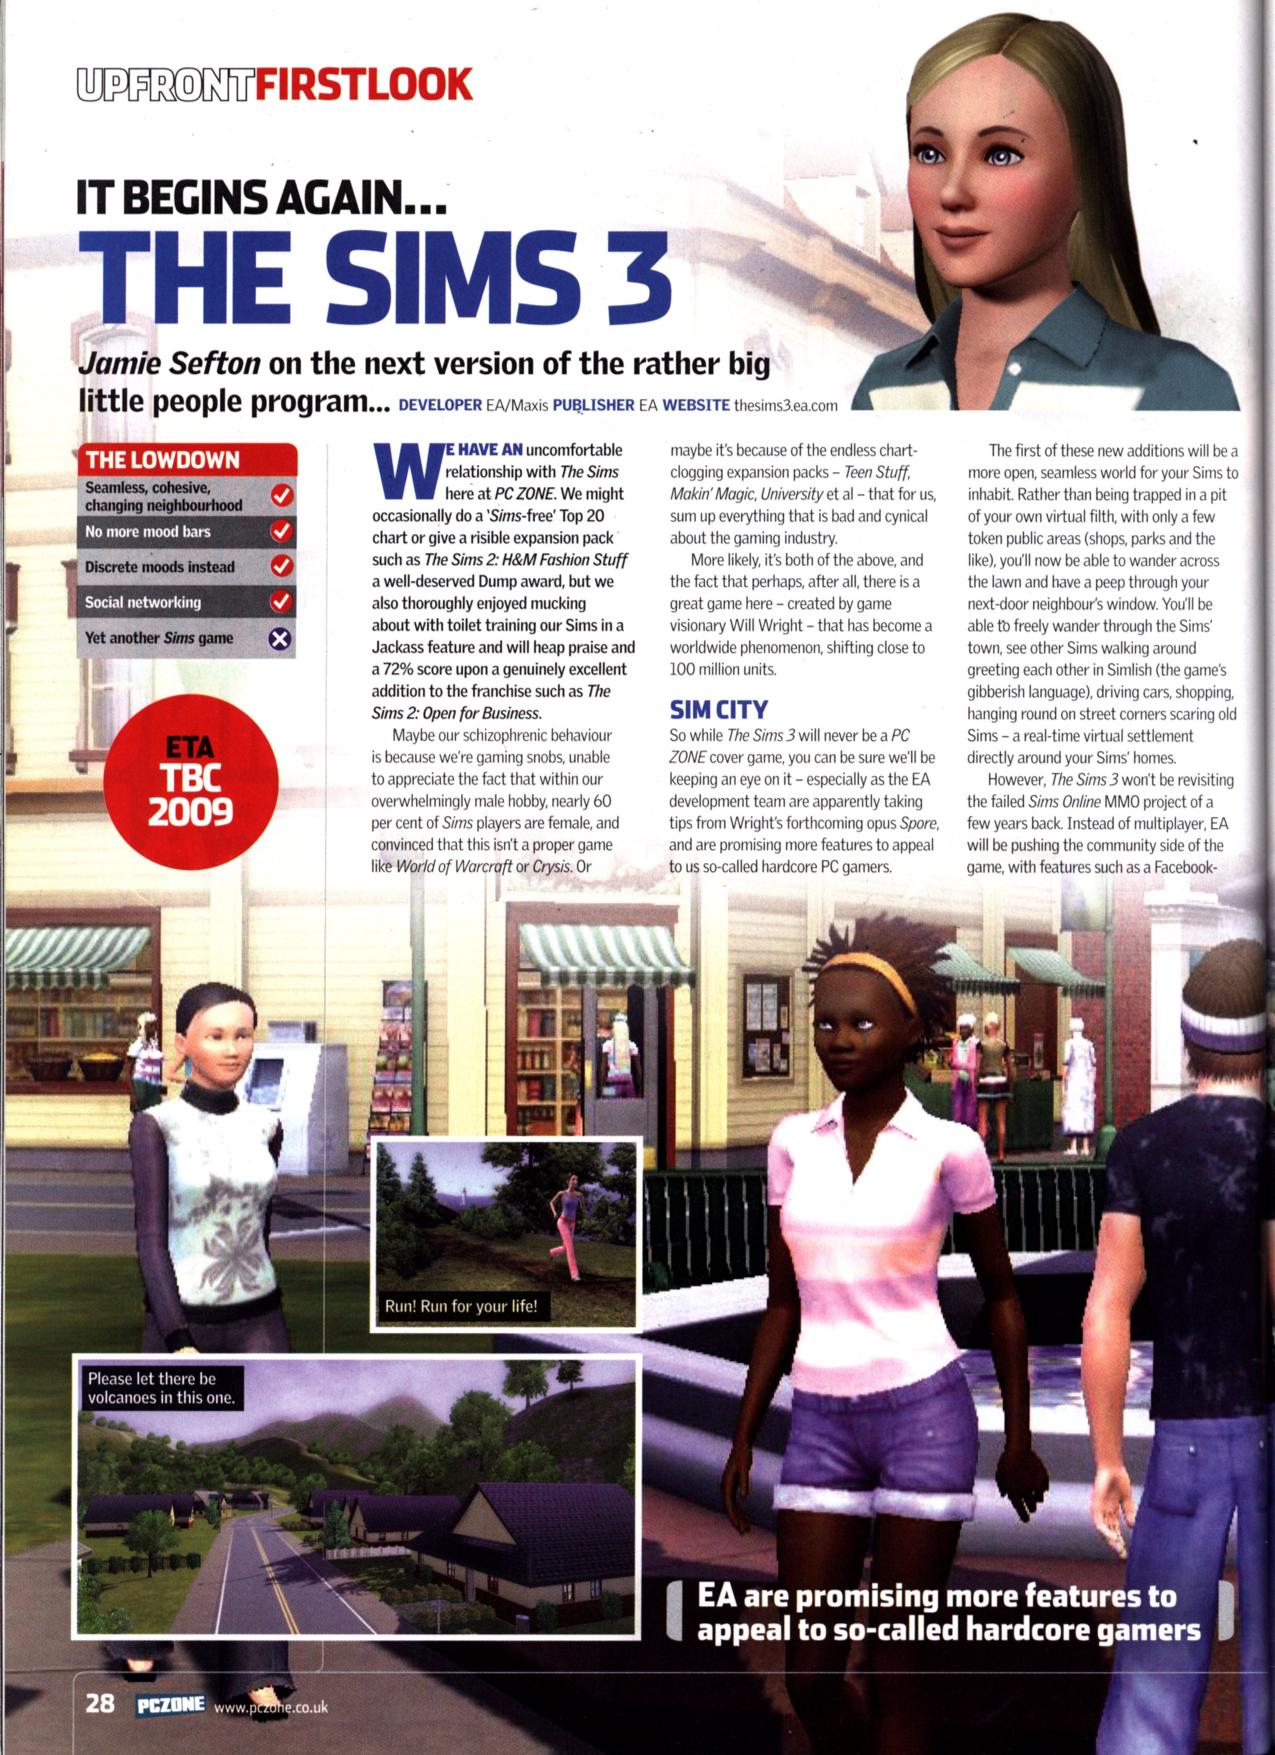 UPFRONTFIRSTLOOK
IT BEGINS AGAIN...
THE SIMS 3
Jamie Sefton on the next version of the rather big
little people program... DEVELOPER EA/Maxis PUBLISHER EA WEBSITE thesims3.ea.com
THE LOWDOWN
Seamless, cohesive,
changing neighbourhood
No more mood bars
Discrete moods instead
Social networking
Yet another Sims game
ETA
TBC
2009
WE HAVE AN uncomfortable
relationship with The Sims
here at PC ZONE. We might
occasionally do a 'Sims-free' Top 20
chart or give a risible expansion pack
such as The Sims 2: H&M Fashion Stuff
a well-deserved Dump award, but we
also thoroughly enjoyed mucking
about with toilet training our Sims in a
Jackass feature and will heap praise and
a 72% score upon a genuinely excellent
addition to the franchise such as The
Sims 2: Open for Business.
Maybe our schizophrenic behaviour
is because we're gaming snobs, unable
to appreciate the fact that within our
overwhelmingly male hobby, nearly 60
per cent of Sims players are female, and
convinced that this isn't a proper game
like World of Warcraft or Crysis. Or
maybe it's because of the endless chart-
clogging expansion packs – Teen Stuff,
Makin' Magic, University et al – that for us,
sum up everything that is bad and cynical
about the gaming industry.
More likely, it's both of the above, and
the fact that perhaps, after all, there is a
great game here – created by game
visionary Will Wright – that has become a
worldwide phenomenon, shifting close to
100 million units.
SIM CITY
So while The Sims 3 will never be a PC
ZONE cover game, you can be sure we'll be
keeping an eye on it – especially as the EA
development team are apparently taking
tips from Wright's forthcoming opus Spore,
and are promising more features to appeal
to us so-called hardcore PC gamers.
The first of these new additions will be a
more open, seamless world for your Sims to
inhabit. Rather than being trapped in a pit
of your own virtual filth, with only a few
token public areas (shops, parks and the
like), you'll now be able to wander across
the lawn and have a peep through your
next-door neighbour's window. You'll be
able to freely wander through the Sims'
town, see other Sims walking around
greeting each other in Simlish (the game's
gibberish language), driving cars, shopping,
hanging round on street corners scaring old
Sims – a real-time virtual settlement
directly around your Sims' homes.
However, The Sims 3 won't be revisiting
the failed Sims Online MMO project of a
few years back. Instead of multiplayer, EA
will be pushing the community side of the
game, with features such as a Facebook-
Run! Run for your life!
Please let there be
volcanoes in this one.
EA are promising more features to
appeal to so-called hardcore gamers
28 PCZONE www.pczone.co.uk